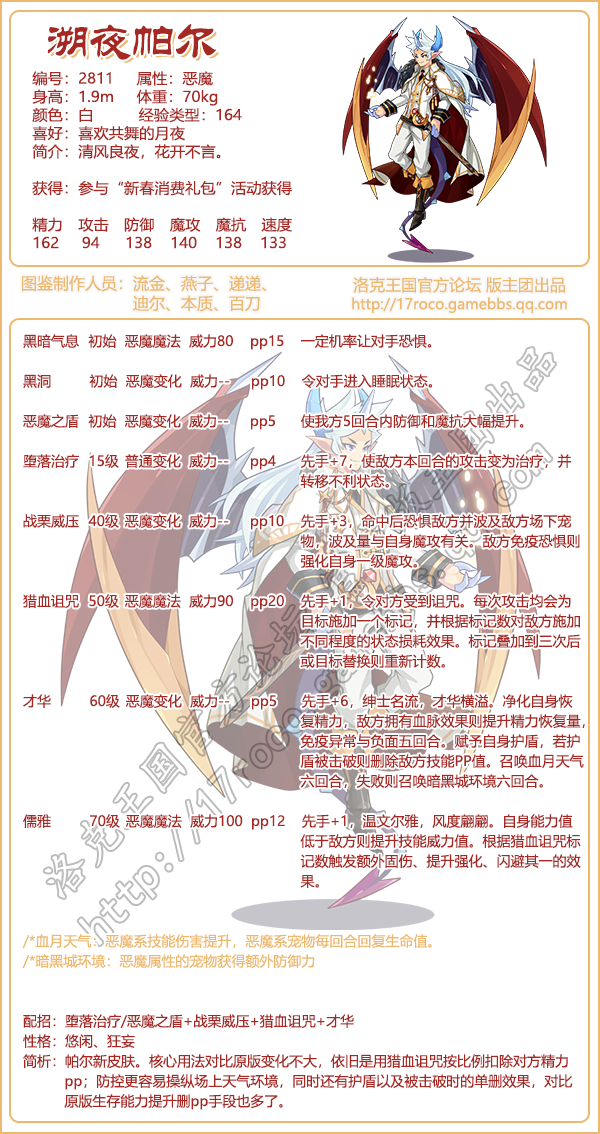 溯夜帕尔
编号：2811 属性：恶魔
身高：1.9m 体重：70kg
颜色：白 经验类型：164
喜好：喜欢共舞的月夜
简介：清风良夜，花开不言。
获得：参与“新春消费礼包”活动获得
精力 攻击 防御 魔攻 魔抗 速度
162 94 138 140 138 133
图鉴制作人员：流金、燕子、递递、
迪尔、本质、百刀
洛克王国官方论坛 版主团出品
http://17roco.gamebbs.qq.com
黑暗气息 初始 恶魔魔法 威力80 pp15 一定机率让对手恐惧。
黑洞 初始 恶魔变化 威力-- pp10 令对手进入睡眠状态。
恶魔之盾 初始 恶魔变化 威力-- pp5 使我方5回合内防御和魔抗大幅提升。
堕落治疗 15级 普通变化 威力-- pp4 先手+7，使敌方本回合的攻击变为治疗，并
转移不利状态。
战栗威压 40级 恶魔变化 威力-- pp10 先手+3，命中后恐惧敌方并波及敌方场下宠
物，波及量与自身魔攻有关。敌方免疫恐惧则
强化自身一级魔攻。
猎血诅咒 50级 恶魔魔法 威力90 pp20 先手+1，令对方受到诅咒。每次攻击均会为
目标施加一个标记，并根据标记数对敌方施加
不同程度的状态损耗效果。标记叠加到三次后
或目标替换则重新计数。
才华 60级 恶魔变化 威力-- pp5 先手+6，绅士名流，才华横溢。净化自身恢
复精力，敌方拥有血脉效果则提升精力恢复量，
免疫异常与负面五回合。赋予自身护盾，若护
盾被击破则删除敌方技能PP值。召唤血月天气
六回合，失败则召唤暗黑城环境六回合。
儒雅 70级 恶魔魔法 威力100 pp12 先手+1，温文尔雅，风度翩翩。自身能力值
低于敌方则提升技能威力值。根据猎血诅咒标
记数触发额外固伤、提升强化、闪避其一的效
果。
/*血月天气：恶魔系技能伤害提升，恶魔系宠物每回合回复生命值。
/*暗黑城环境：恶魔属性的宠物获得额外防御力
配招：堕落治疗/恶魔之盾+战栗威压+猎血诅咒+才华
性格：悠闲、狂妄
简析：帕尔新皮肤。核心用法对比原版变化不大，依旧是用猎血诅咒按比例扣除对方精力
pp；防控更容易操纵场上天气环境，同时还有护盾以及被击破时的单删效果，对比
原版生存能力提升删pp手段也多了。